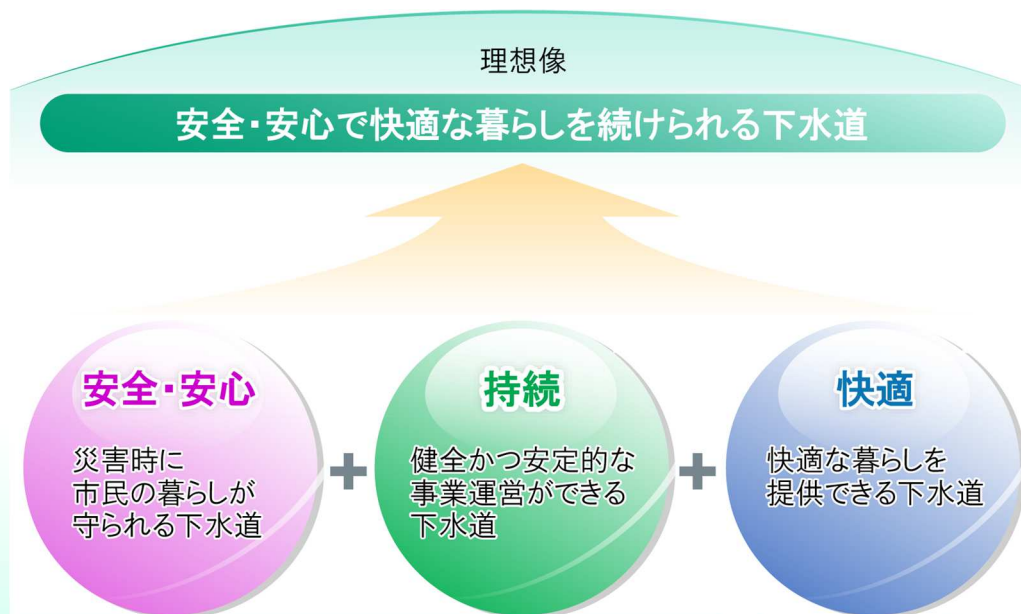 理想像
安全・安心で快適な暮らしを続けられる下水道
安全・安心
災害時に
市民の暮らしが
守られる下水道
+
持続
健全かつ安定的な
事業運営ができる
下水道
+
快適
快適な暮らしを
提供できる下水道